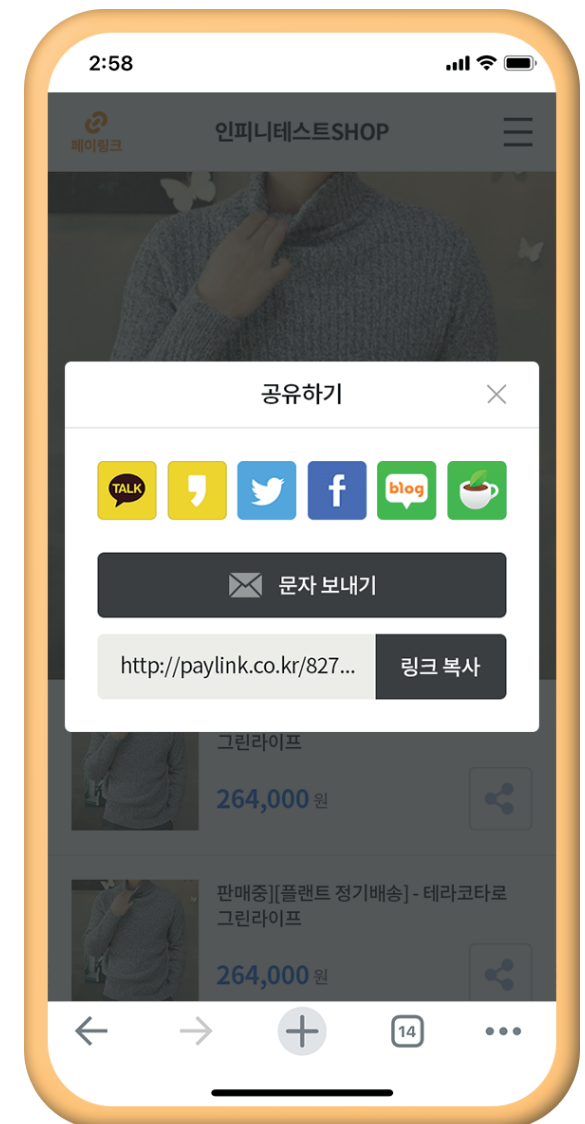 2:58
페이링크
인피니테스트SHOP
공유하기
TALK
blog
문자 보내기
http://paylink.co.kr/827...
링크 복사
그린라이프
264,000 원
판매중][플랜트 정기배송] - 테라코타로
그린라이프
264,000 원
14